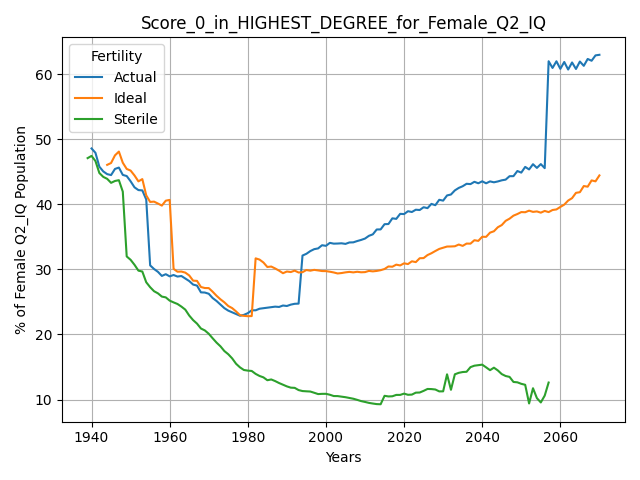 Score_0_in_HIGHEST_DEGREE_for_Female_Q2_IQ
Fertility
Actual
Ideal
Sterile
% of Female Q2_IQ Population
60
50
40
30
20
10
1940 1960 1980 2000 2020 2040 2060
Years